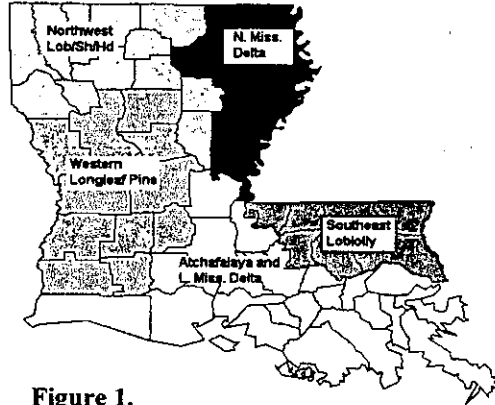 Northwest
Lob/Sh/Hd
N. Miss.
Delta
Western
Longleaf Pine
Southeast
Loblolly
Atchafalaya and
L. Miss. Delta
Figure 1.